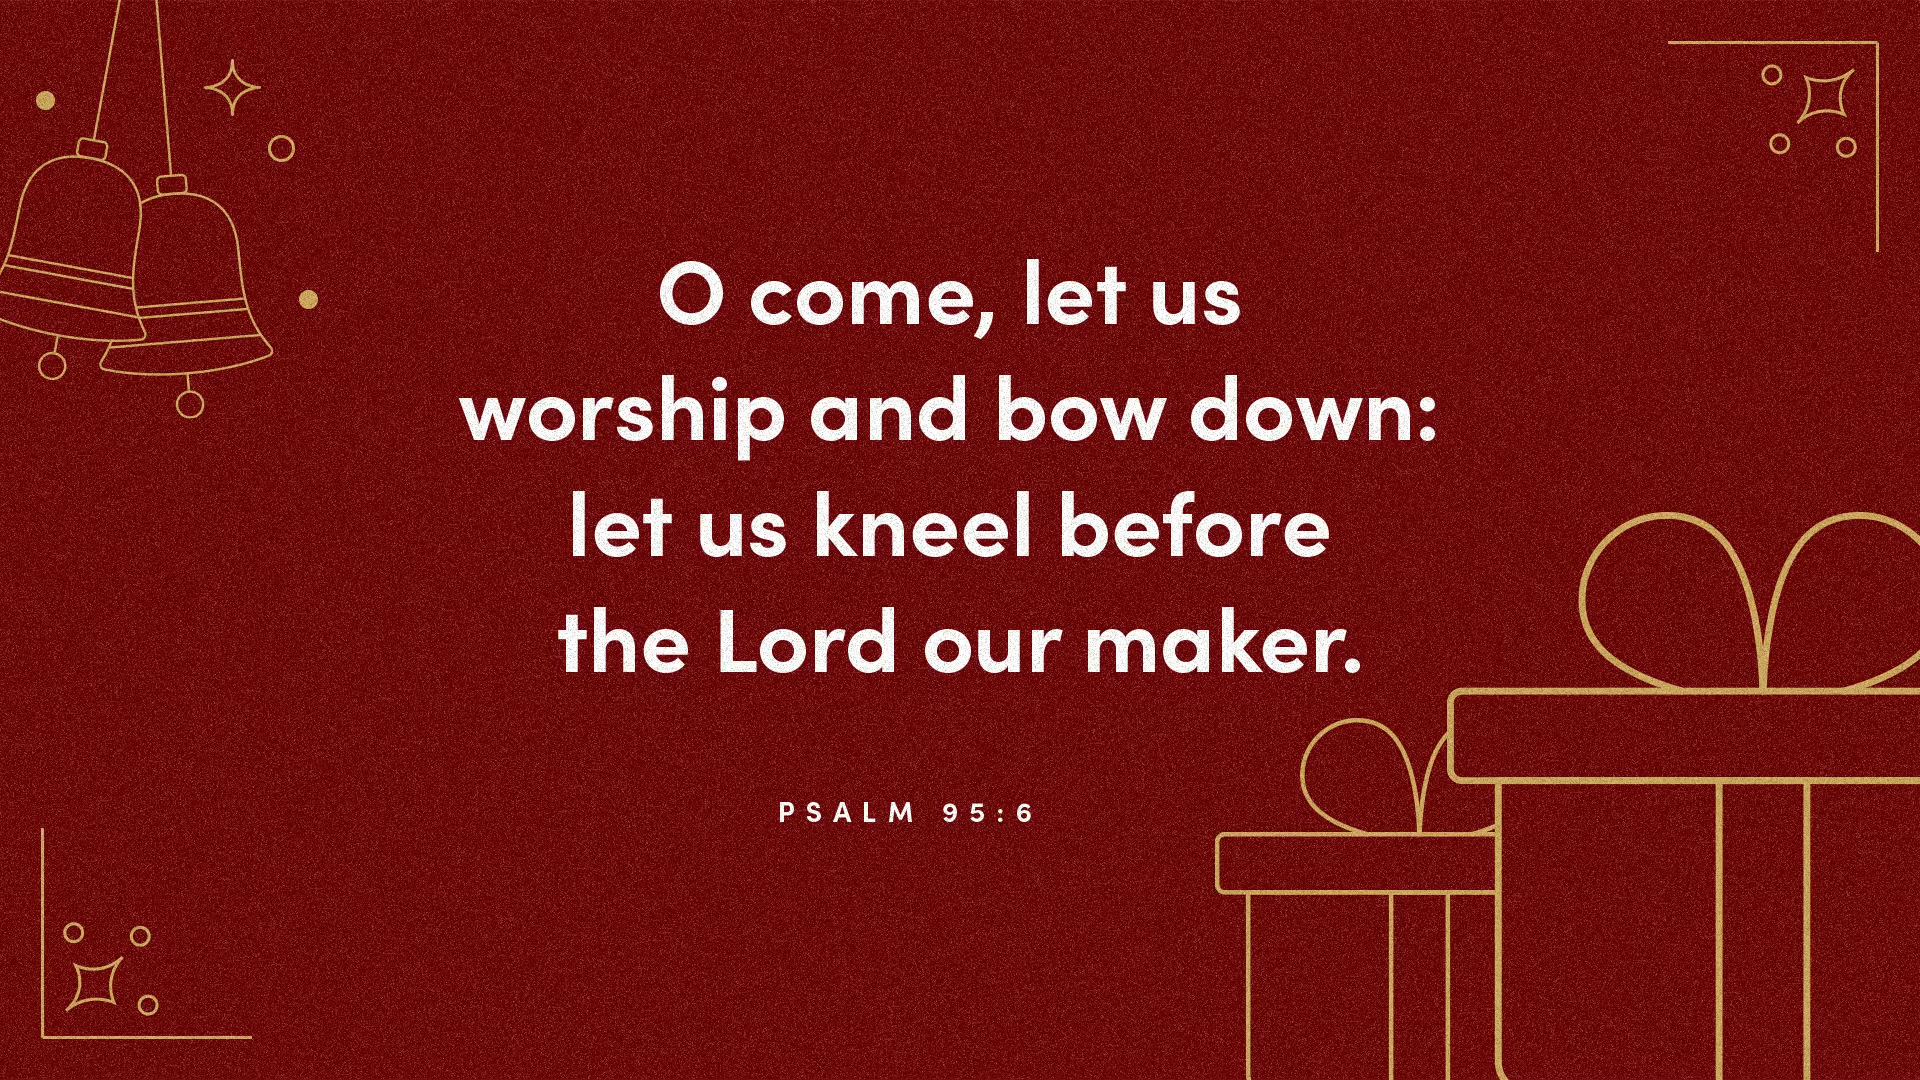 O come, let us
worship and bow down:
let us kneel before
the Lord our maker.
PSALM 95:6